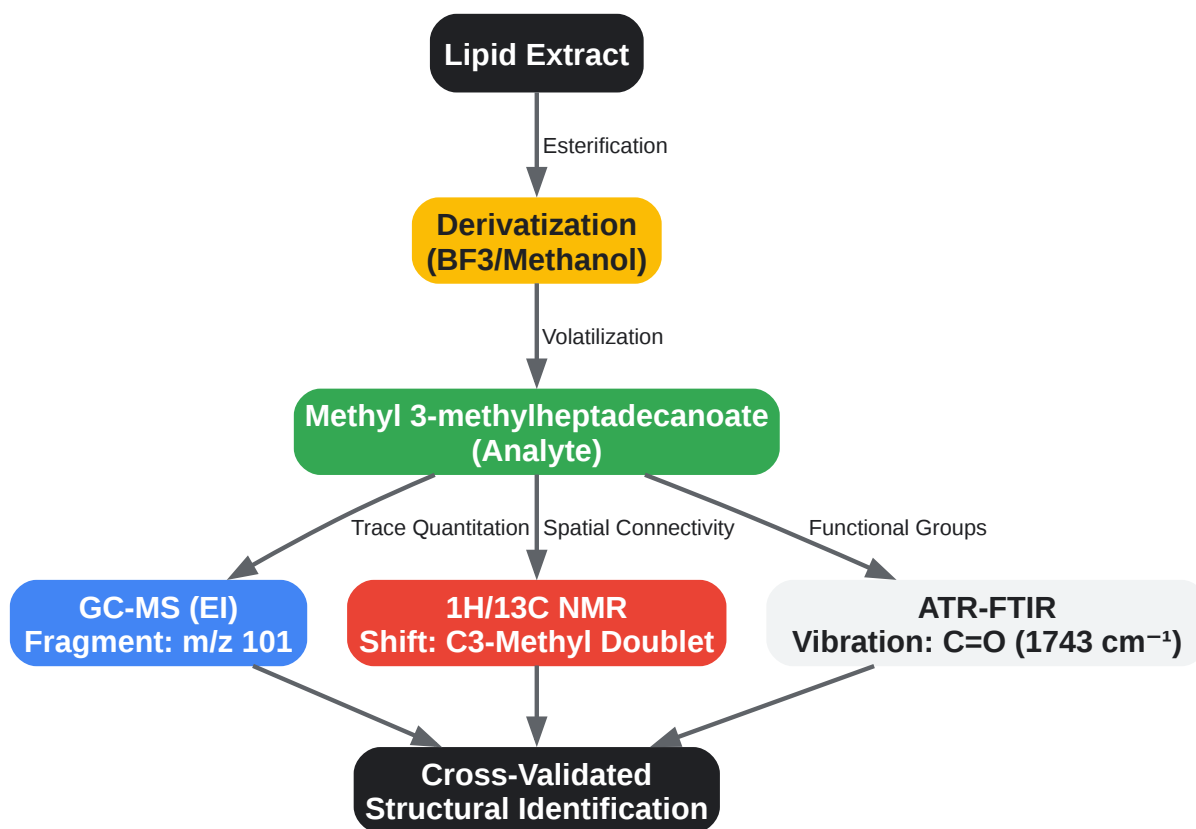 Lipid Extract
Esterification
Derivatization
(BF3/Methanol)
Volatilization
Methyl 3-methylheptadecanoate
(Analyte)
Trace Quantitation
Spatial Connectivity
Functional Groups
GC-MS (EI)
Fragment: m/z 101
1H/13C NMR
Shift: C3-Methyl Doublet
ATR-FTIR
Vibration: C=O (1743 cm⁻¹)
Cross-Validated
Structural Identification